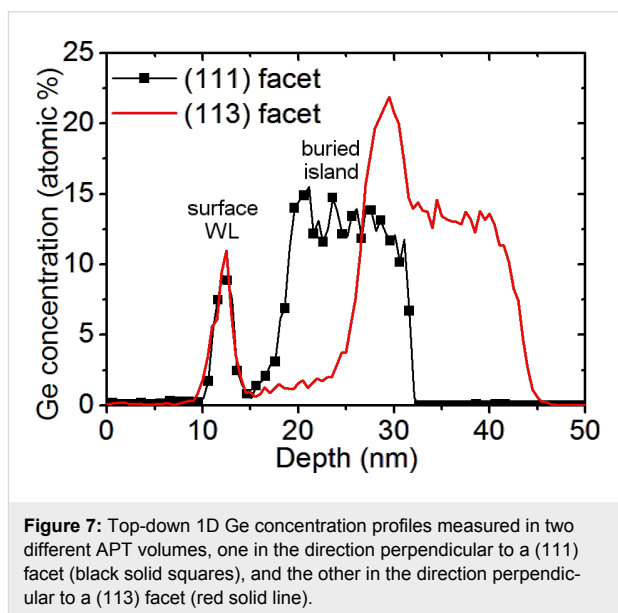 (111) facet
(113) facet
buried
island
surface
WL
Ge concentration (atomic %)
25
20
15
10
5
0
0 10 20 30 40 50
Depth (nm)
Figure 7: Top-down 1D Ge concentration profiles measured in two
different APT volumes, one in the direction perpendicular to a (111)
facet (black solid squares), and the other in the direction perpendic-
ular to a (113) facet (red solid line).